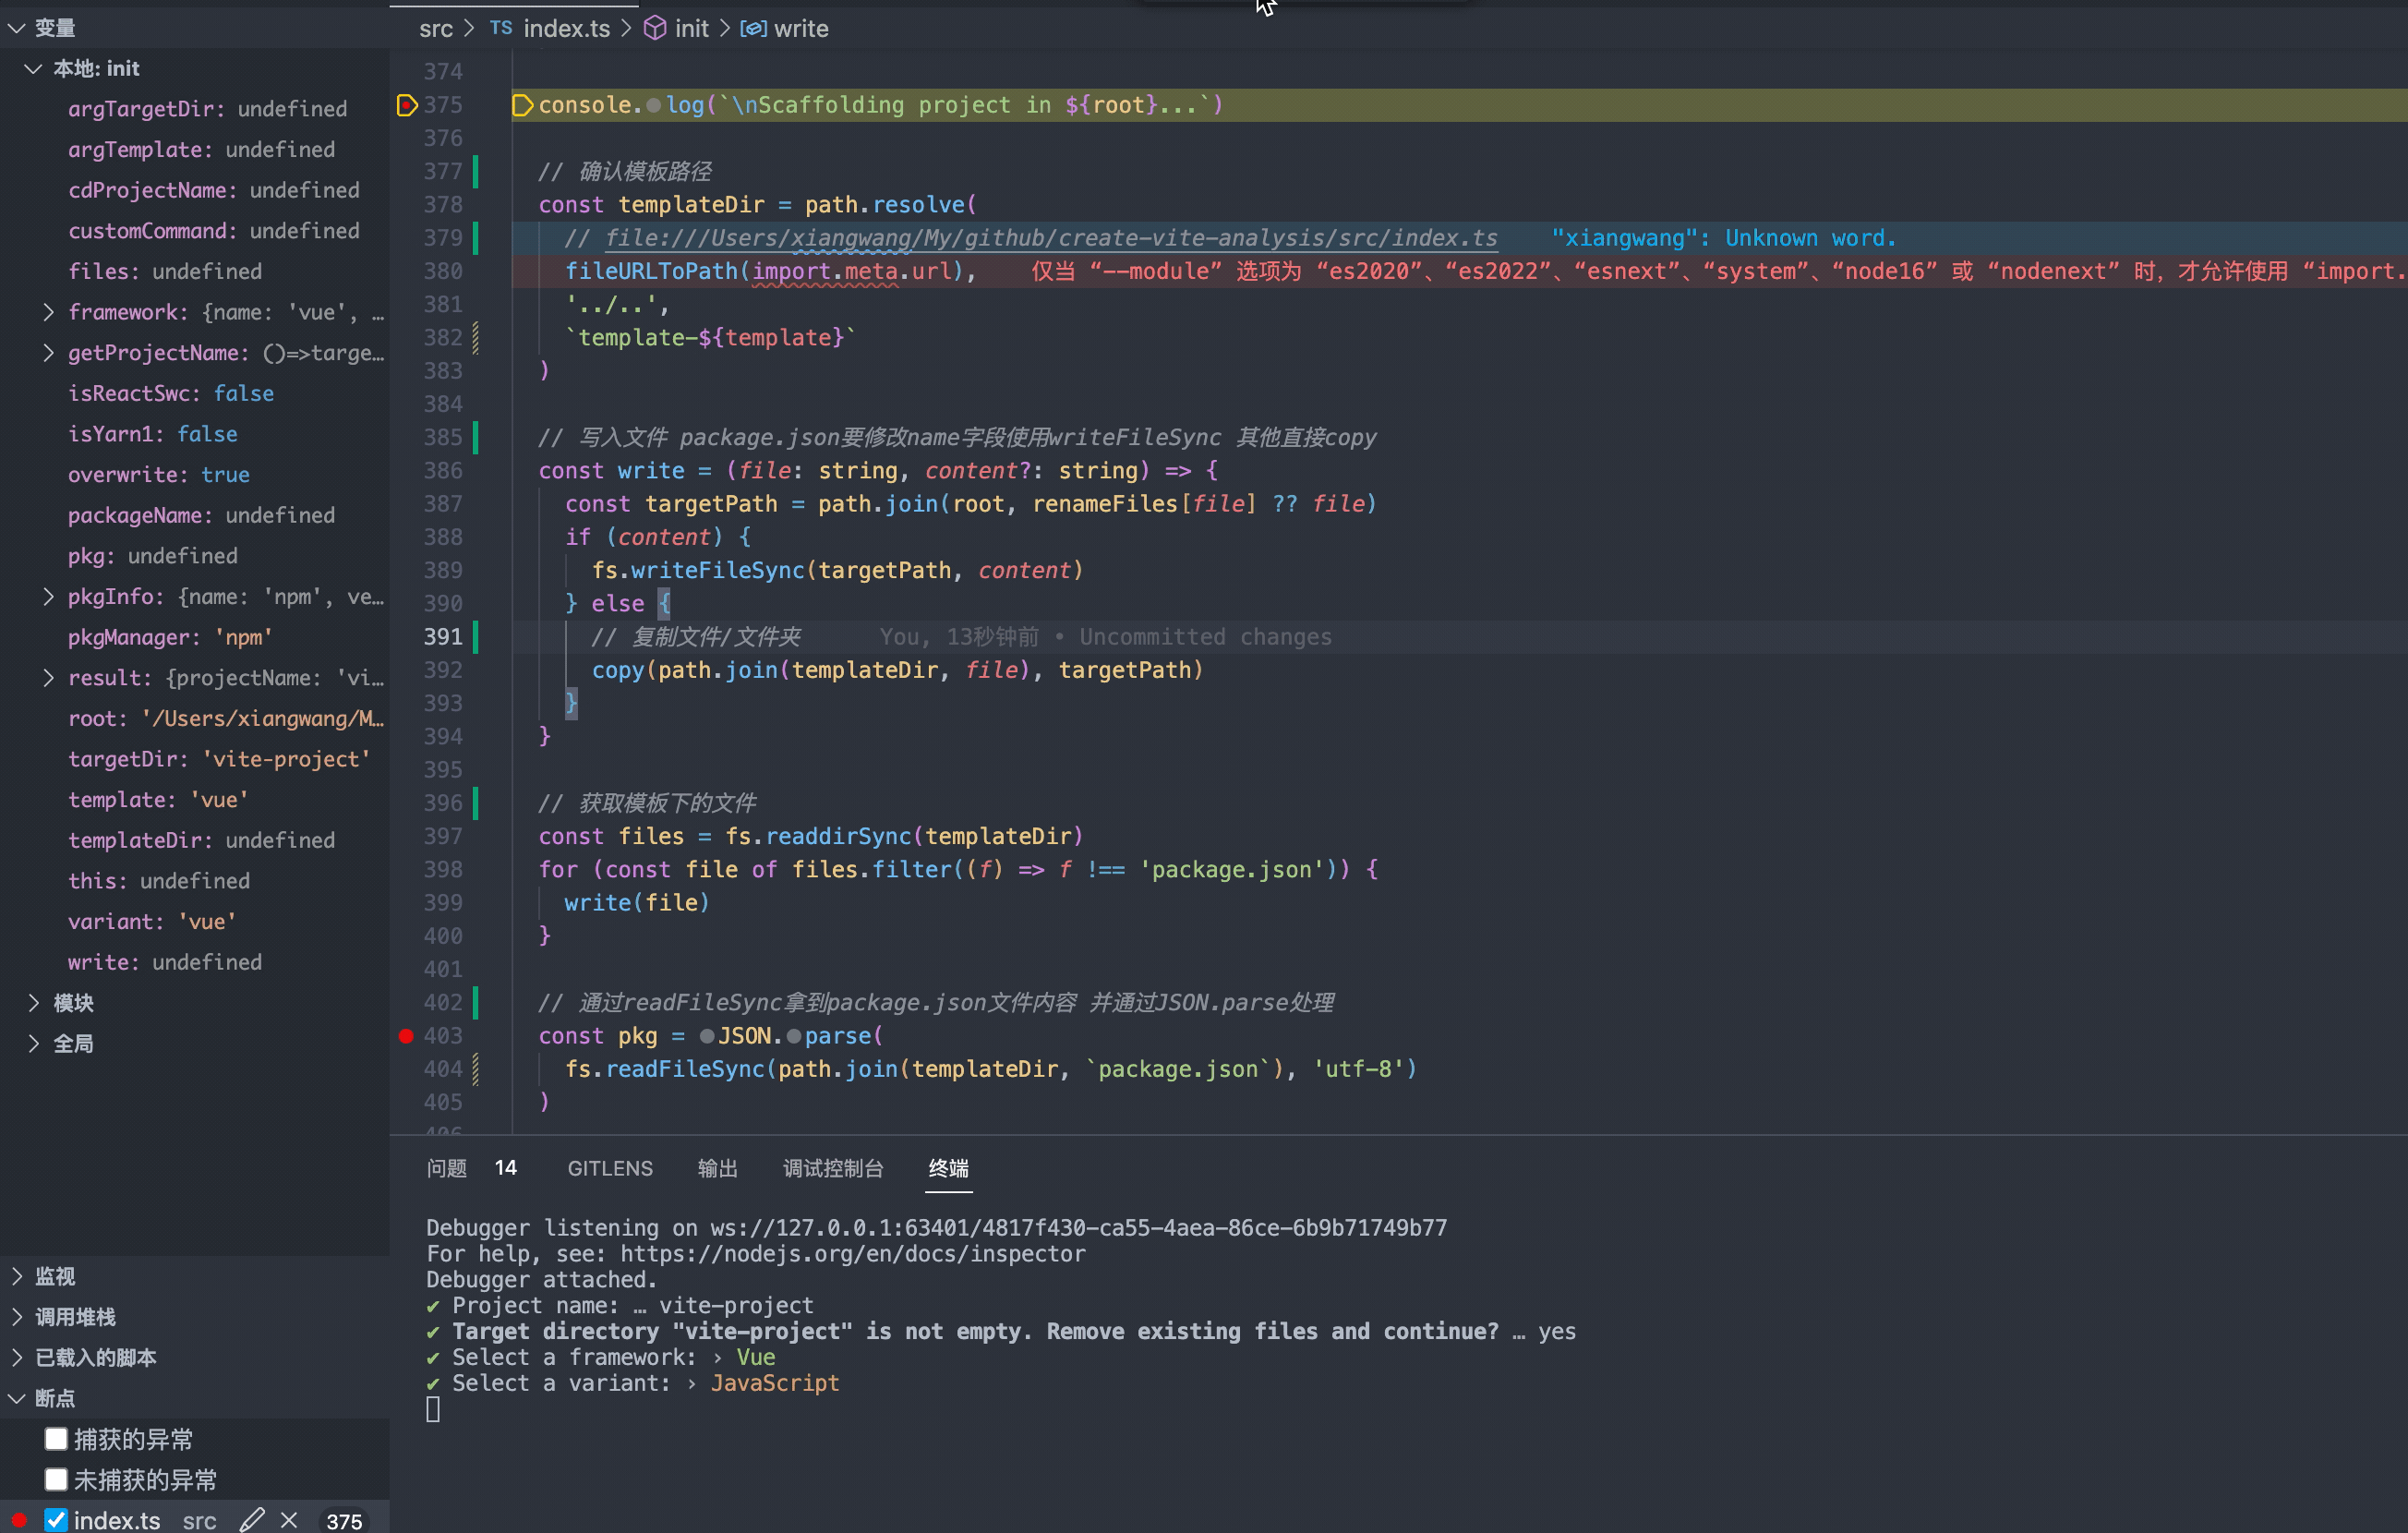 变量
本地: init
argTargetDir: undefined
argTemplate: undefined
cdProjectName: undefined
customCommand: undefined
files: undefined
framework: {name: 'vue', …
getProjectName: ()=>targe…
isReactSwc: false
isYarn1: false
overwrite: true
packageName: undefined
pkg: undefined
pkgInfo: {name: 'npm', ve…
pkgManager: 'npm'
result: {projectName: 'vi…
root: '/Users/xiangwang/M…
targetDir: 'vite-project'
template: 'vue'
templateDir: undefined
this: undefined
variant: 'vue'
write: undefined
模块
全局
监视
调用堆栈
已载入的脚本
断点
捕获的异常
未捕获的异常
index.ts src 375
src > TS index.ts > init > write
374
375 console.log(`\nScaffolding project in ${root}...`)
376
377 // 确认模板路径
378 const templateDir = path.resolve(
379 // file:///Users/xiangwang/My/github/create-vite-analysis/src/index.ts "xiangwang": Unknown word.
380 fileURLToPath(import.meta.url), 仅当 “--module” 选项为 “es2020”、“es2022”、“esnext”、“system”、“node16” 或 “nodenext” 时，才允许使用 “import.
381 '../..',
382 `template-${template}`
383 )
384
385 // 写入文件 package.json要修改name字段使用writeFileSync 其他直接copy
386 const write = (file: string, content?: string) => {
387 const targetPath = path.join(root, renameFiles[file] ?? file)
388 if (content) {
389 fs.writeFileSync(targetPath, content)
390 } else {
391 // 复制文件/文件夹 You, 13秒钟前 • Uncommitted changes
392 copy(path.join(templateDir, file), targetPath)
393 }
394 }
395
396 // 获取模板下的文件
397 const files = fs.readdirSync(templateDir)
398 for (const file of files.filter((f) => f !== 'package.json')) {
399 write(file)
400 }
401
402 // 通过readFileSync拿到package.json文件内容 并通过JSON.parse处理
403 const pkg = JSON.parse(
404 fs.readFileSync(path.join(templateDir, `package.json`), 'utf-8')
405 )
406
问题 14 GITLENS 输出 调试控制台 终端
Debugger listening on ws://127.0.0.1:63401/4817f430-ca55-4aea-86ce-6b9b71749b77
For help, see: https://nodejs.org/en/docs/inspector
Debugger attached.
✔ Project name: … vite-project
✔ Target directory "vite-project" is not empty. Remove existing files and continue? … yes
✔ Select a framework: › Vue
✔ Select a variant: › JavaScript